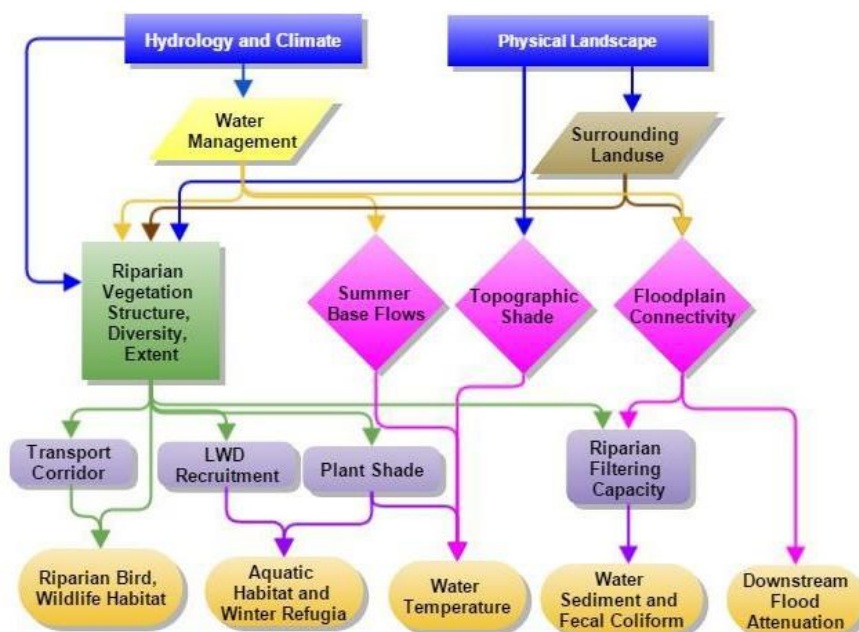 Hydrology and Climate
Physical Landscape
Water
Management
Surrounding
Landuse
Riparian
Vegetation
Structure,
Diversity,
Extent
Summer
Base Flows
Topographic
Shade
Floodplain
Connectivity
Transport
Corridor
LWD
Recruitment
Plant Shade
Riparian
Filtering
Capacity
Riparian Bird,
Wildlife Habitat
Aquatic
Habitat and
Winter Refugia
Water
Temperature
Water
Sediment and
Fecal Coliform
Downstream
Flood
Attenuation